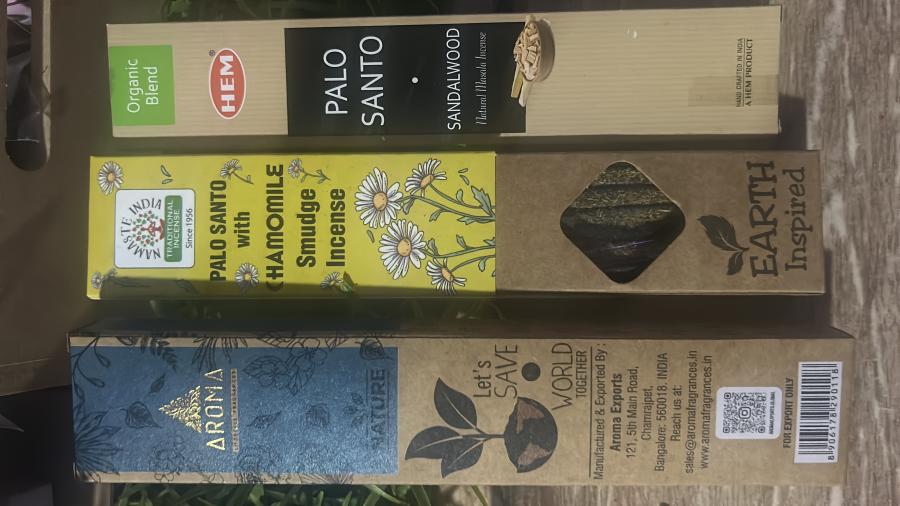 Organic
Blend
HEM
PALO
SANTO
SANDALWOOD
Natural Masala Incense
HAND CRAFTED IN INDIA
A HEM PRODUCT
NAMASTE INDIA
TRADITIONAL
INCENSE
Since 1956
PALO SANTO
with
CHAMOMILE
Smudge
Incense
EARTH
Inspired
AROMA
Let's
SAVE
WORLD
TOGETHER
Manufactured & Exported By :
Aroma Exports
121, 5th Main Road,
Chamrajpet,
Bangalore: 560018. INDIA
Reach us at:
sales@aromafragrances.in
www.aromafragrances.in
FOR EXPORT ONLY
8 906178 290118